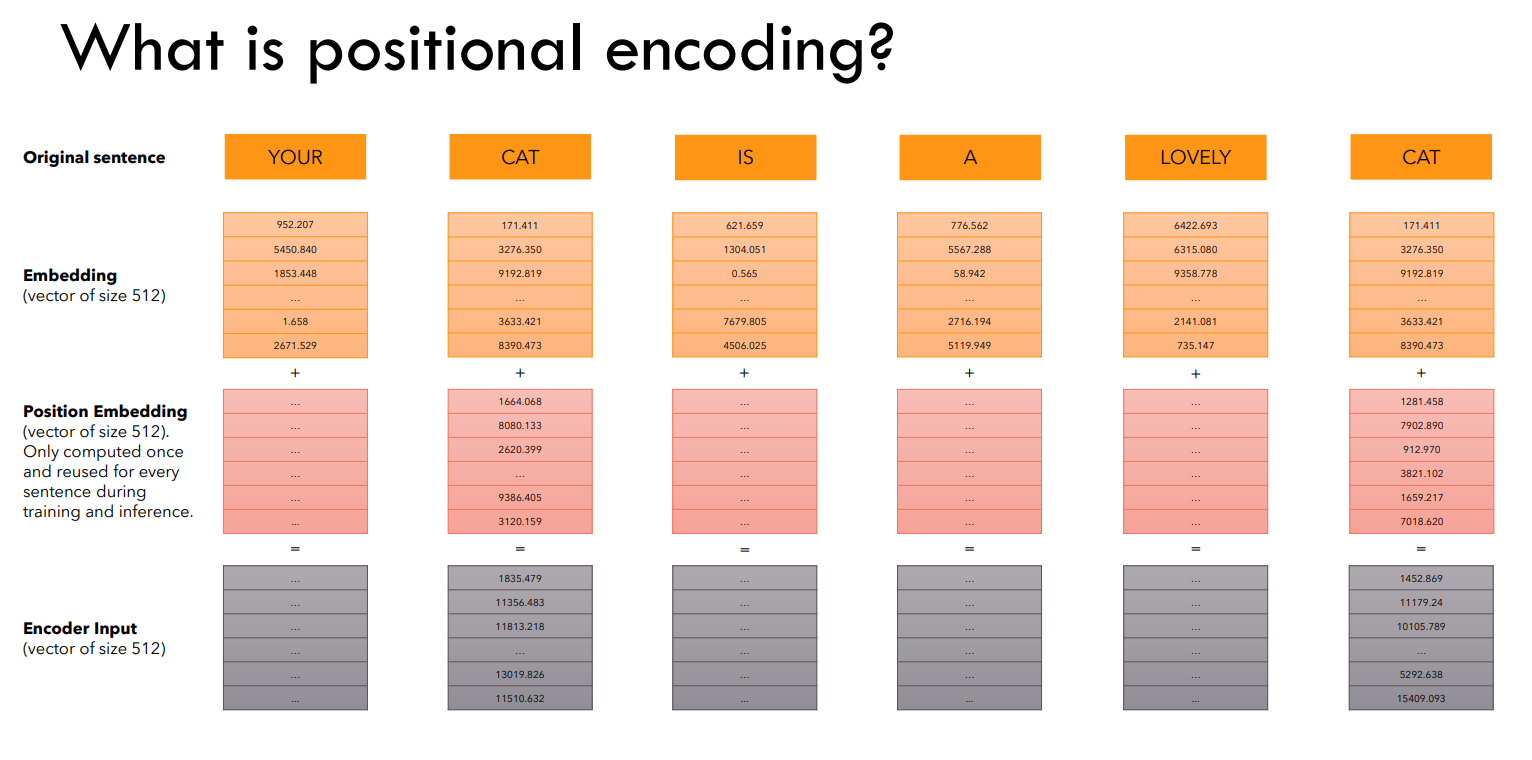 What is positional encoding?
Original sentence YOUR CAT IS A LOVELY CAT
Embedding
(vector of size 512)
952.207 171.411 621.659 776.562 6422.693 171.411
5450.840 3276.350 1304.051 5567.288 6315.080 3276.350
1853.448 9192.819 0.565 58.942 9358.778 9192.819
... ... ... ... ... ...
1.658 3633.421 7679.805 2716.194 2141.081 3633.421
2671.529 8390.473 4506.025 5119.949 735.147 8390.473
+ + + + + +
Position Embedding
(vector of size 512).
Only computed once
and reused for every
sentence during
training and inference.
... 1664.068 ... ... ... 1281.458
... 8080.133 ... ... ... 7902.890
... 2620.399 ... ... ... 912.970
... ... ... ... ... 3821.102
... 9386.405 ... ... ... 1659.217
... 3120.159 ... ... ... 7018.620
= = = = = =
Encoder Input
(vector of size 512)
... 1835.479 ... ... ... 1452.869
... 11356.483 ... ... ... 11179.24
... 11813.218 ... ... ... 10105.789
... ... ... ... ... ...
... 13019.826 ... ... ... 5292.638
... 11510.632 ... ... ... 15409.093